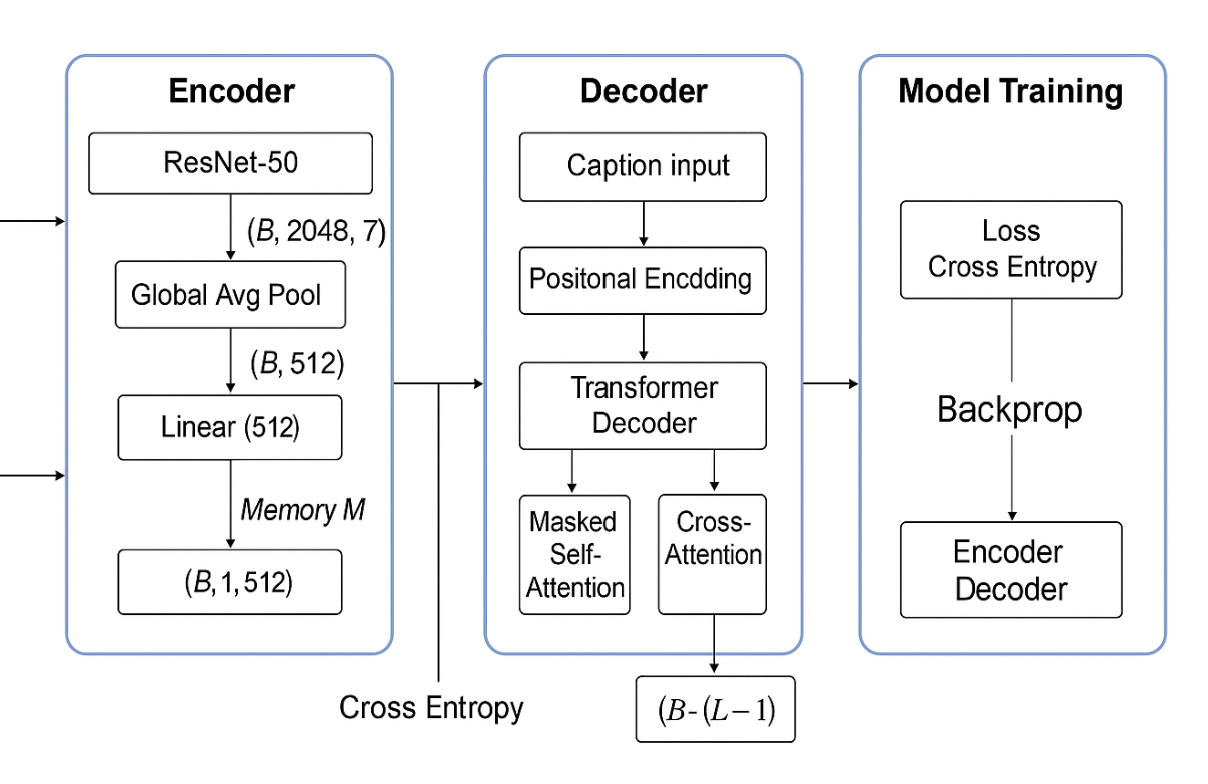 Encoder
ResNet-50
(B, 2048, 7)
Global Avg Pool
(B, 512)
Linear (512)
Memory M
(B, 1, 512)
Cross Entropy
Decoder
Caption input
Positonal Encdding
Transformer
Decoder
Masked
Self-
Attention
Cross-
Attention
(B- (L− 1)
Model Training
Loss
Cross Entropy
Backprop
Encoder
Decoder